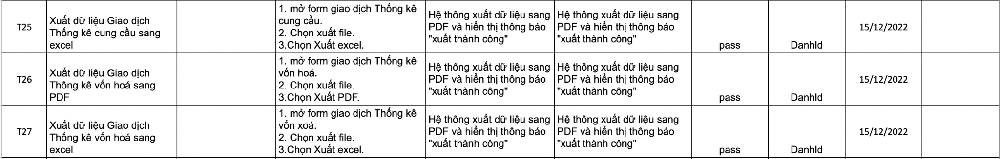 T25
Xuất dữ liệu Giao dịch
Thống kê cung cầu sang
excel
1. mở form giao dịch Thống kê
cung cầu.
2. Chọn xuất file.
3.Chọn Xuất excel.
Hệ thông xuất dữ liệu sang
PDF và hiển thị thông báo
"xuất thành công"
Hệ thông xuất dữ liệu sang
PDF và hiển thị thông báo
"xuất thành công"
pass
Danhld
15/12/2022
T26
Xuất dữ liệu Giao dịch
Thông kê vốn hoá sang
PDF
1. mở form giao dịch Thống kê
vốn hoá.
2. Chọn xuất file.
3.Chọn Xuất PDF.
Hệ thông xuất dữ liệu sang
PDF và hiển thị thông báo
"xuất thành công"
Hệ thông xuất dữ liệu sang
PDF và hiển thị thông báo
"xuất thành công"
pass
Danhld
15/12/2022
T27
Xuất dữ liệu Giao dịch
Thống kê vốn hoá sang
excel
1. mở form giao dịch Thống kê
vốn xoá.
2. Chọn xuất file.
3.Chọn Xuất excel.
Hệ thông xuất dữ liệu sang
PDF và hiển thị thông báo
"xuất thành công"
Hệ thông xuất dữ liệu sang
PDF và hiển thị thông báo
"xuất thành công"
pass
Danhld
15/12/2022